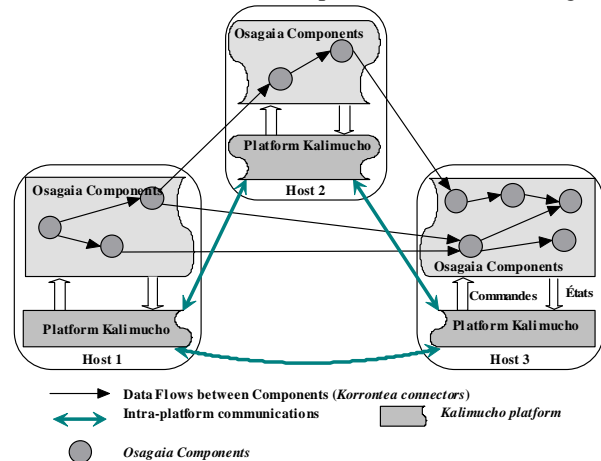 Osagaia Components
Platform Kalimucho
Host 2
Osagaia Components
Platform Kalimucho
Host 1
Osagaia Components
Commandes
États
Platform Kalimucho
Host 3
Data Flows between Components (Korrontea connectors)
Intra-platform communications
Kalimucho platform
Osagaia Components